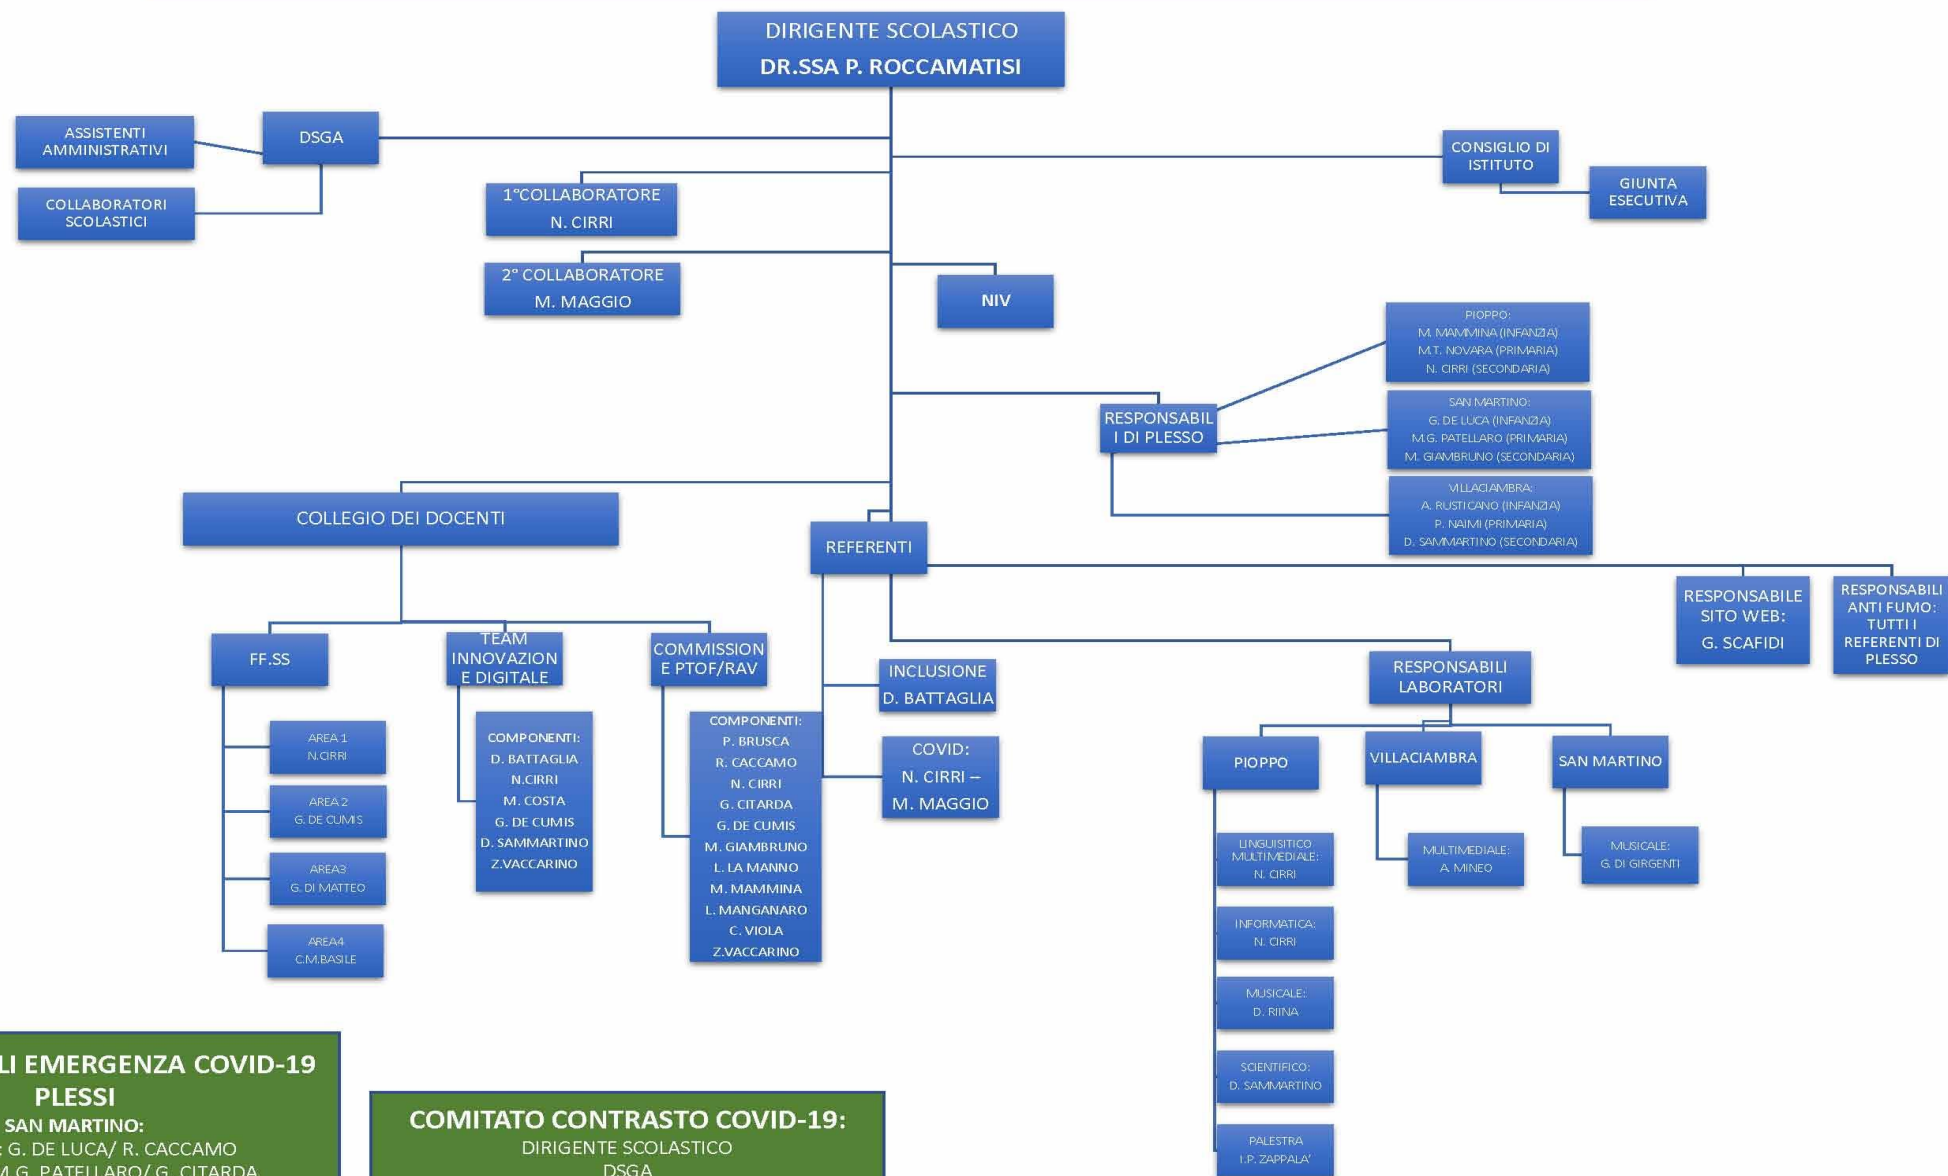 DIRIGENTE SCOLASTICO
DR.SSA P. ROCCAMATISI
ASSISTENTI
AMMINISTRATIVI
DSGA
COLLABORATORI
SCOLASTICI
1°COLLABORATORE
N. CIRRI
2° COLLABORATORE
M. MAGGIO
NIV
CONSIGLIO DI
ISTITUTO
GIUNTA
ESECUTIVA
RESPONSABIL
I DI PLESSO
PIOPPO:
M. MAMMINA (INFANZIA)
M.T. NOVARA (PRIMARIA)
N. CIRRI (SECONDARIA)
SAN MARTINO:
G. DE LUCA (INFANZIA)
M.G. PATELLARO (PRIMARIA)
M. GIAMBRUNO (SECONDARIA)
VILLACIAMBRA:
A. RUSTICANO (INFANZIA)
P. NAIMI (PRIMARIA)
D. SAMMARTINO (SECONDARIA)
COLLEGIO DEI DOCENTI
REFERENTI
RESPONSABILE
SITO WEB:
G. SCAFIDI
RESPONSABILI
ANTI FUMO:
TUTTI I
REFERENTI DI
PLESSO
FF.SS
TEAM
INNOVAZION
E DIGITALE
COMMISSION
E PTOF/RAV
INCLUSIONE
D. BATTAGLIA
COVID:
N. CIRRI –
M. MAGGIO
RESPONSABILI
LABORATORI
AREA 1
N.CIRRI
AREA 2
G. DE CUMIS
AREA3
G. DI MATTEO
AREA4
C.M.BASILE
COMPONENTI:
D. BATTAGLIA
N.CIRRI
M. COSTA
G. DE CUMIS
D. SAMMARTINO
Z.VACCARINO
COMPONENTI:
P. BRUSCA
R. CACCAMO
N. CIRRI
G. CITARDA
G. DE CUMIS
M. GIAMBRUNO
L. LA MANNO
M. MAMMINA
L. MANGANARO
C. VIOLA
Z.VACCARINO
PIOPPO
VILLACIAMBRA
SAN MARTINO
LINGUISITICO
MULTIMEDIALE:
N. CIRRI
INFORMATICA:
N. CIRRI
MUSICALE:
D. RIINA
SCIENTIFICO:
D. SAMMARTINO
PALESTRA
I.P. ZAPPALA'
MULTIMEDIALE:
A. MINEO
MUSICALE:
G. DI GIRGENTI
LI EMERGENZA COVID-19
PLESSI
SAN MARTINO:
: G. DE LUCA/ R. CACCAMO
M.G. PATELLARO/ G. CITARDA
COMITATO CONTRASTO COVID-19:
DIRIGENTE SCOLASTICO
DSGA